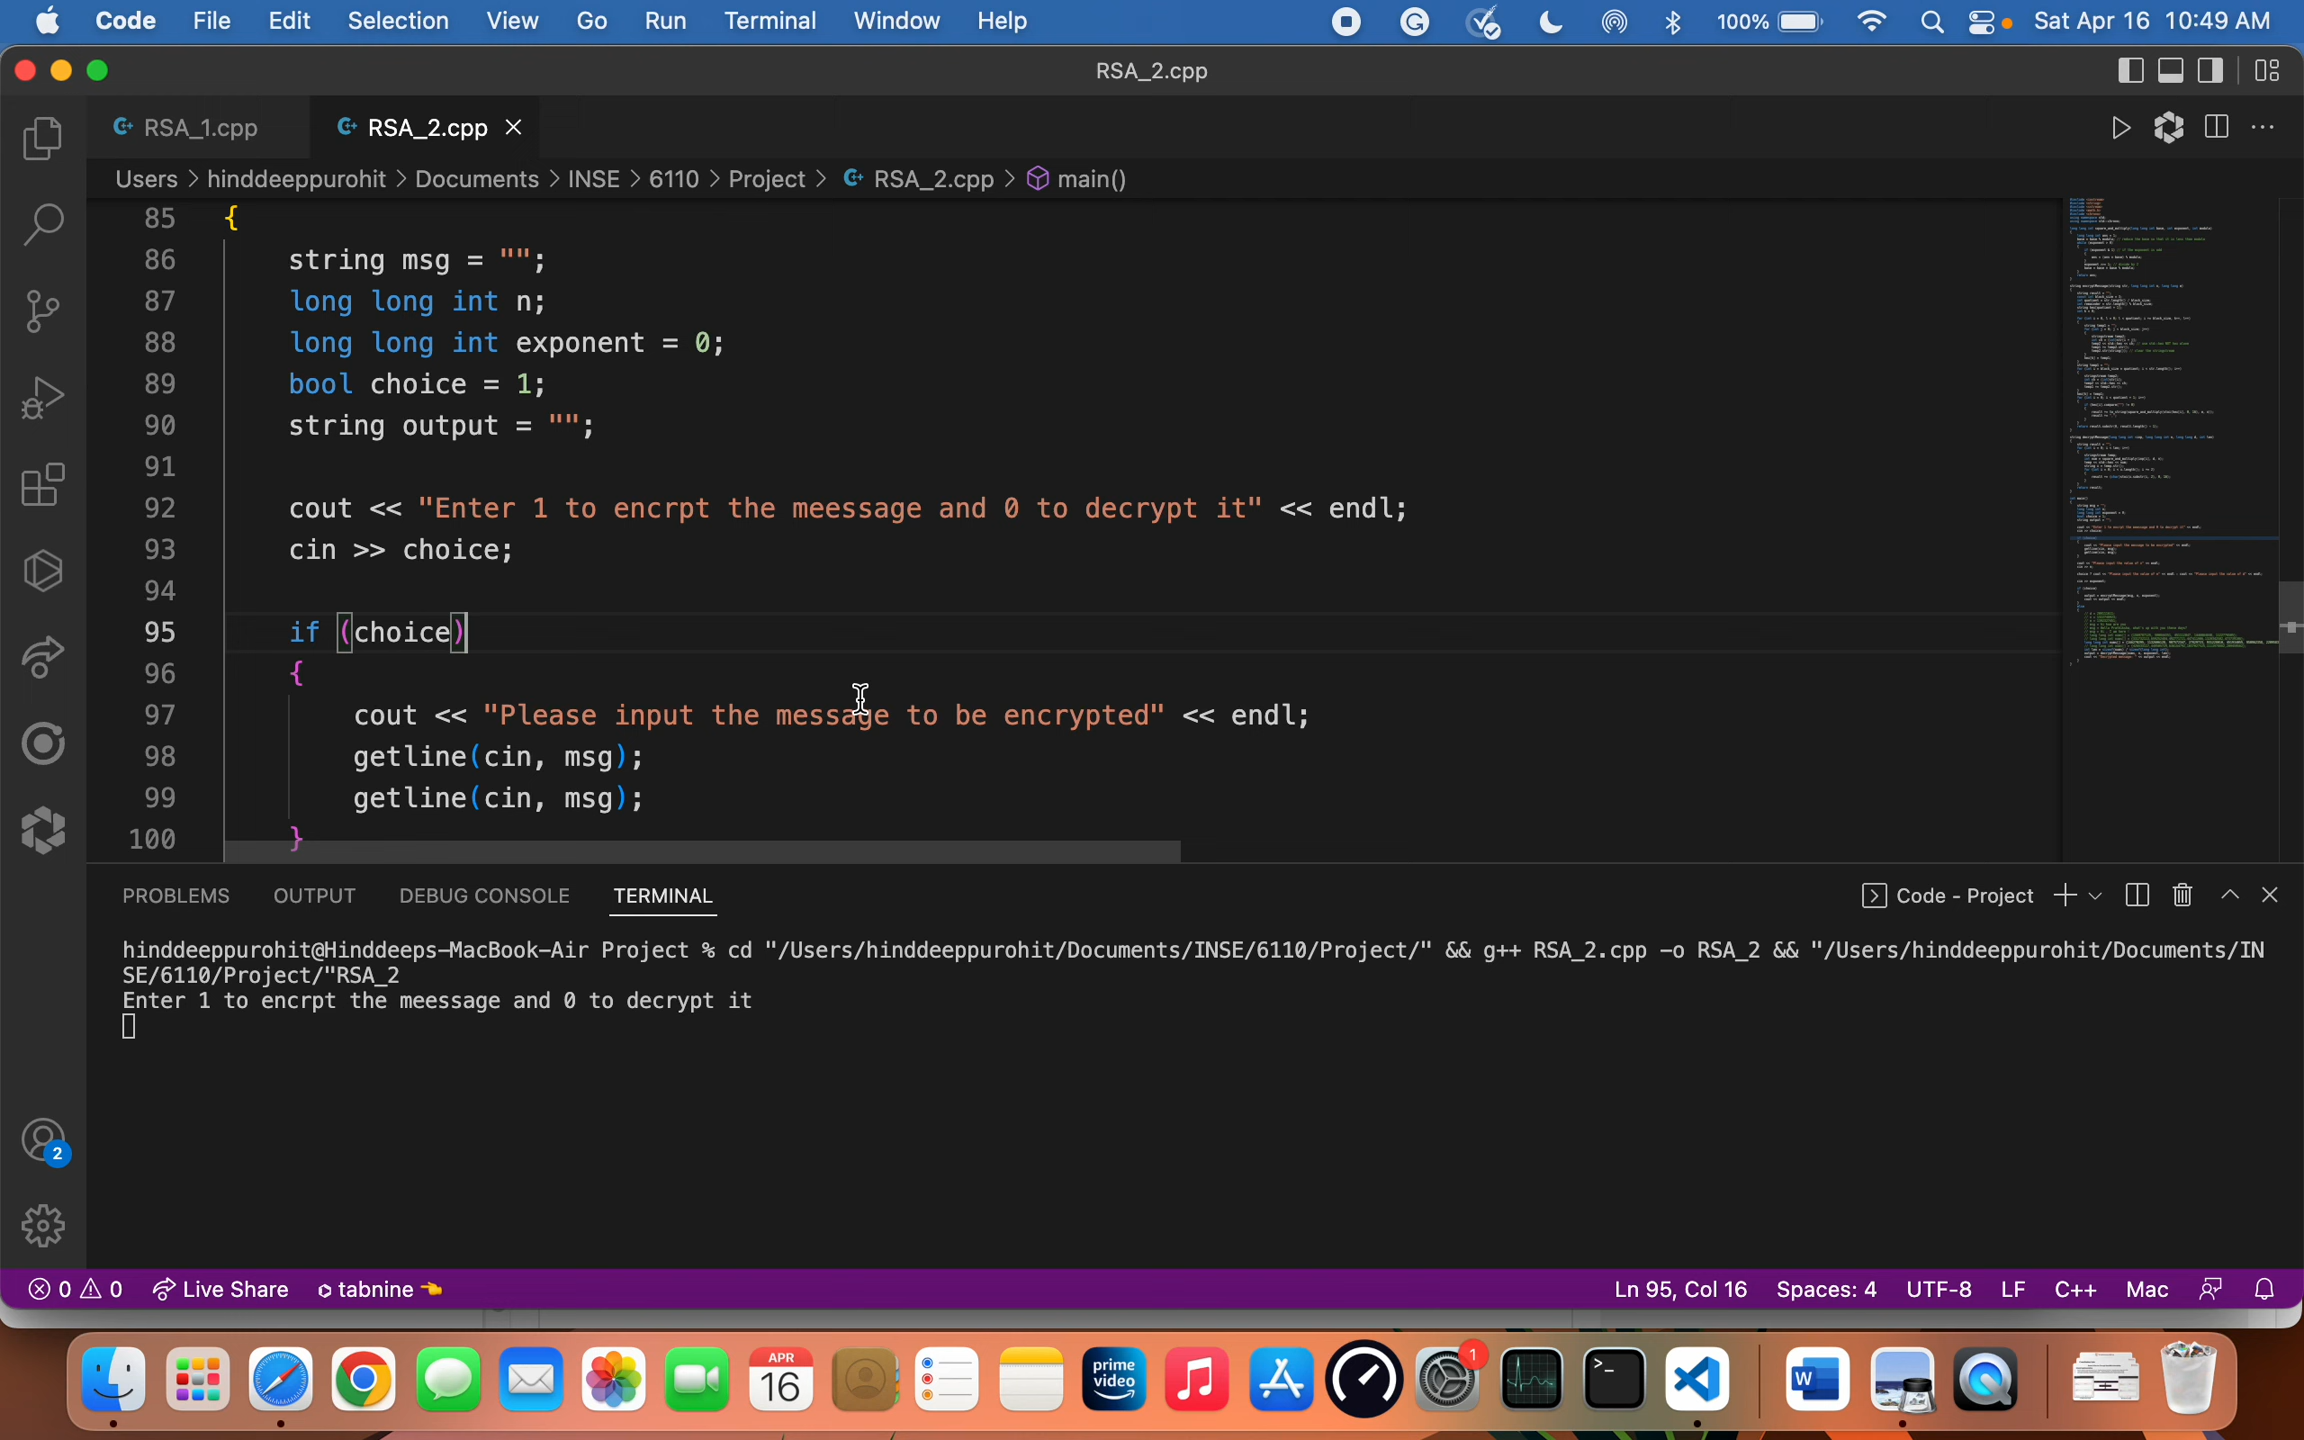 Code File Edit Selection View Go Run Terminal Window Help 100% Sat Apr 16 10:49 AM
RSA_2.cpp
RSA_1.cpp RSA_2.cpp
Users > hinddeeppurohit > Documents > INSE > 6110 > Project > RSA_2.cpp > main()
85 {
86 string msg = "";
87 long long int n;
88 long long int exponent = 0;
89 bool choice = 1;
90 string output = "";
91
92 cout << "Enter 1 to encrpt the meessage and 0 to decrypt it" << endl;
93 cin >> choice;
94
95 if (choice)
96 {
97 cout << "Please input the message to be encrypted" << endl;
98 getline(cin, msg);
99 getline(cin, msg);
100 }
PROBLEMS OUTPUT DEBUG CONSOLE TERMINAL Code - Project
hinddeeppurohit@Hinddeeps-MacBook-Air Project % cd "/Users/hinddeeppurohit/Documents/INSE/6110/Project/" && g++ RSA_2.cpp -o RSA_2 && "/Users/hinddeeppurohit/Documents/IN
SE/6110/Project/"RSA_2
Enter 1 to encrpt the meessage and 0 to decrypt it
2
0 0 Live Share tabnine Ln 95, Col 16 Spaces: 4 UTF-8 LF C++ Mac
APR
16
prime
video
1
W